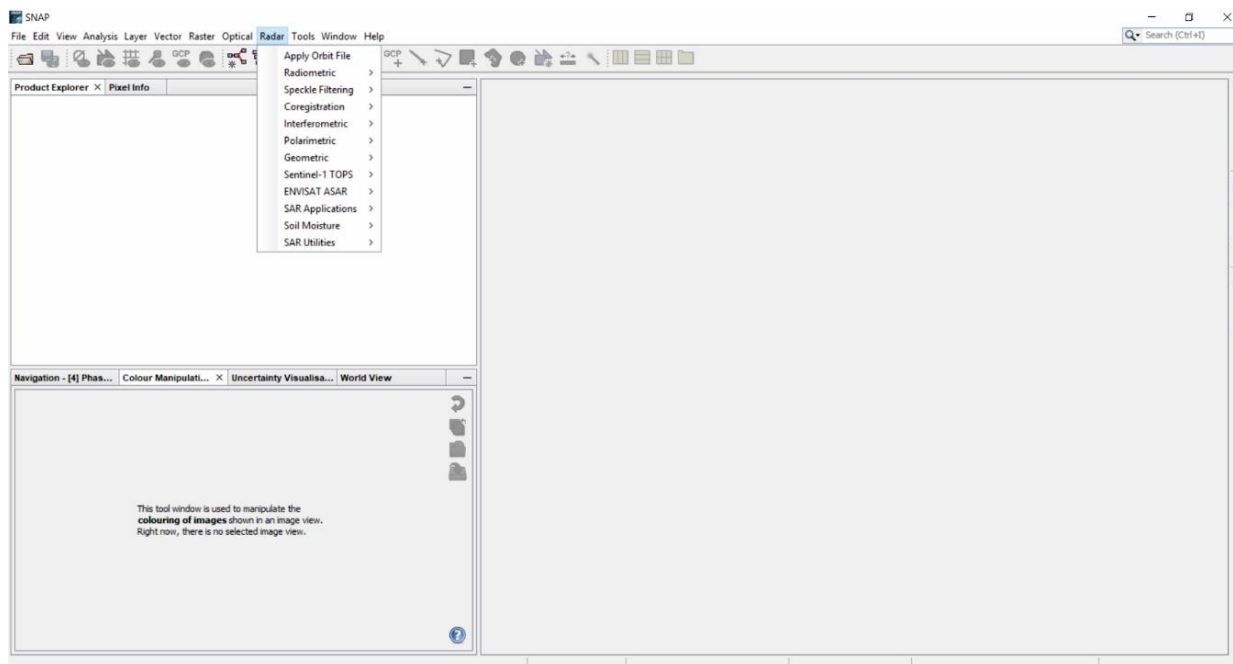 SNAP
File Edit View Analysis Layer Vector Raster Optical Radar Tools Window Help
Search (Ctrl+I)
GCP
GCP
Apply Orbit File
Radiometric
Speckle Filtering
Coregistration
Interferometric
Polarimetric
Geometric
Sentinel-1 TOPS
ENVISAT ASAR
SAR Applications
Soil Moisture
SAR Utilities
Product Explorer Pixel Info
Navigation - [4] Phas... Colour Manipulati... Uncertainty Visualisa... World View
This tool window is used to manipulate the
colouring of images shown in an image view.
Right now, there is no selected image view.